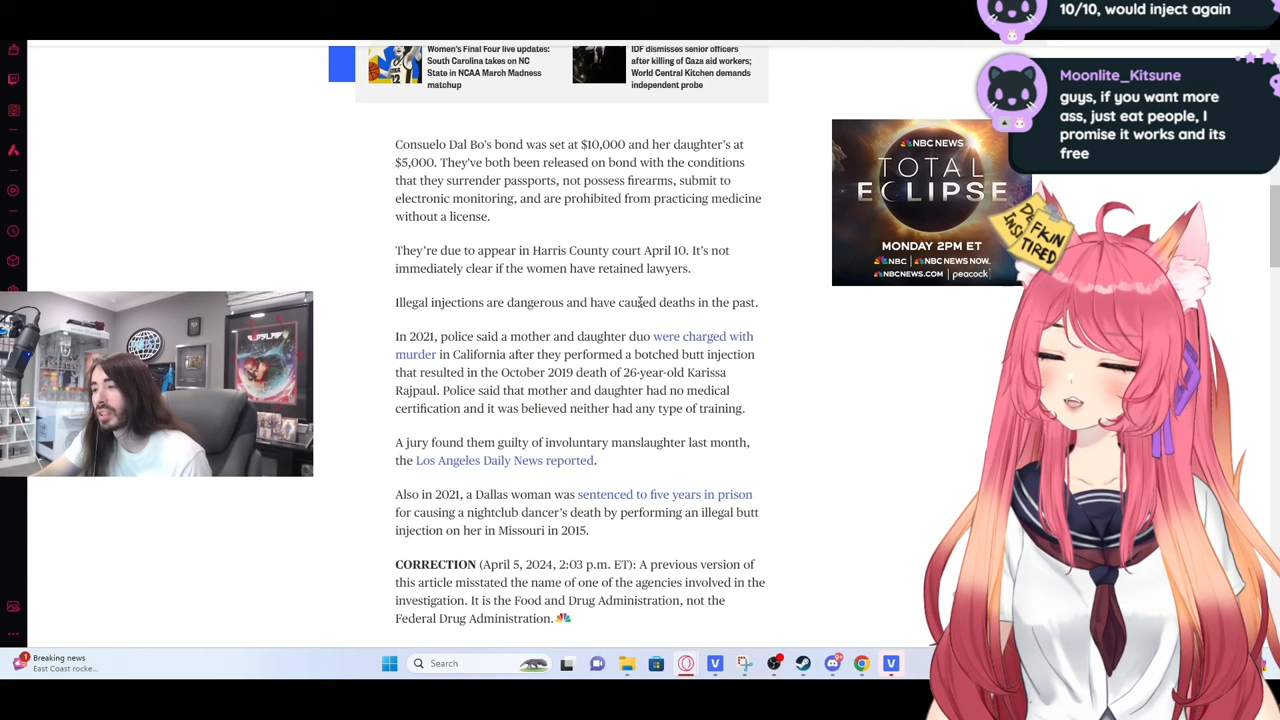 10/10, would inject again
Moonlite_Kitsune
guys, if you want more
ass, just eat people, I
promise it works and its
free
Women's Final Four live updates:
South Carolina takes on NC
State in NCAA March Madness
matchup
IDF dismisses senior officers
after killing of Gaza aid workers;
World Central Kitchen demands
independent probe
Consuelo Dal Bo's bond was set at $10,000 and her daughter's at
$5,000. They've both been released on bond with the conditions
that they surrender passports, not possess firearms, submit to
electronic monitoring, and are prohibited from practicing medicine
without a license.
They're due to appear in Harris County court April 10. It's not
immediately clear if the women have retained lawyers.
Illegal injections are dangerous and have caused deaths in the past.
In 2021, police said a mother and daughter duo were charged with
murder in California after they performed a botched butt injection
that resulted in the October 2019 death of 26-year-old Karissa
Rajpaul. Police said that mother and daughter had no medical
certification and it was believed neither had any type of training.
A jury found them guilty of involuntary manslaughter last month,
the Los Angeles Daily News reported.
Also in 2021, a Dallas woman was sentenced to five years in prison
for causing a nightclub dancer's death by performing an illegal butt
injection on her in Missouri in 2015.
CORRECTION (April 5, 2024, 2:03 p.m. ET): A previous version of
this article misstated the name of one of the agencies involved in the
investigation. It is the Food and Drug Administration, not the
Federal Drug Administration.
NBC NEWS
TOTAL
ECLIPSE
MONDAY 2PM ET
NBC | NBC NEWS NOW.
NBCNEWS.COM | peacock
FKIN
TIRED
Breaking news
East Coast rocke...
Search